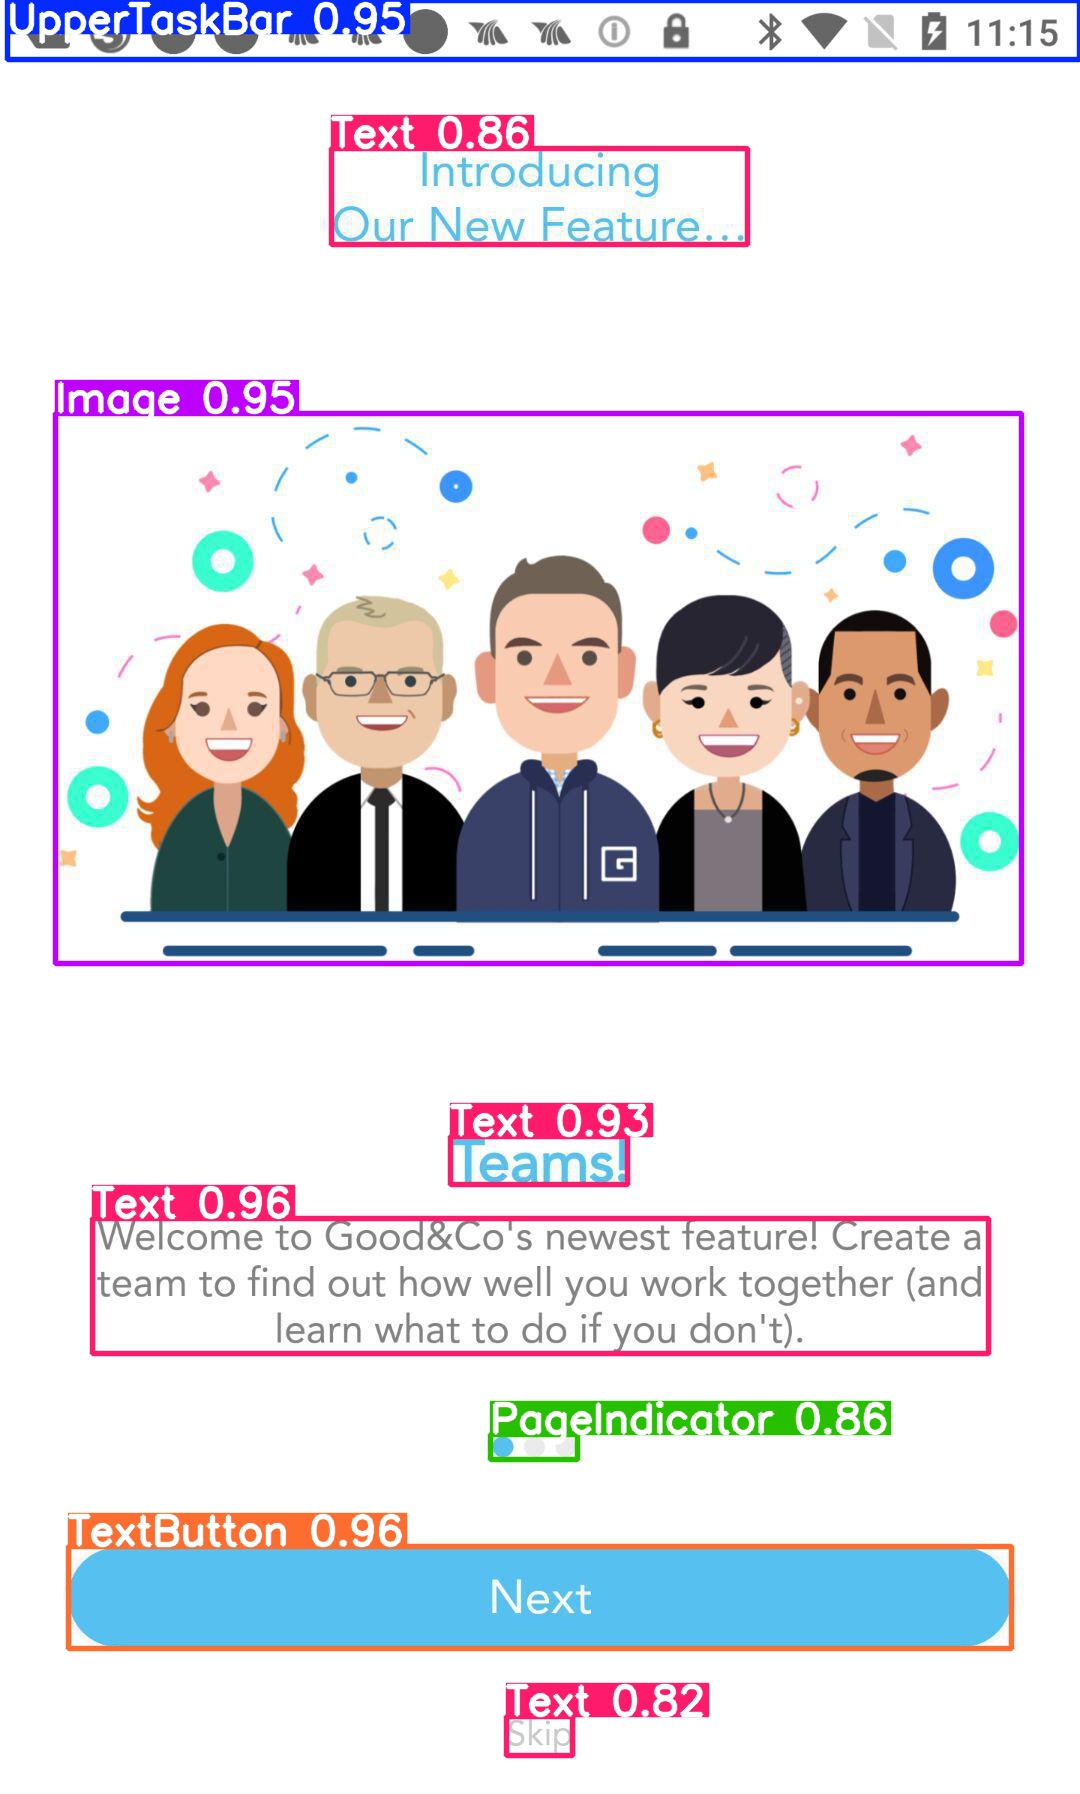 UpperTaskBar 0.95
11:15
Text 0.86
Introducing
Our New Feature...
Image 0.95
G
Text 0.93
Teams!
Text 0.96
Welcome to Good&Co's newest feature! Create a
team to find out how well you work together (and
learn what to do if you don't).
PageIndicator 0.86
TextButton 0.96
Next
Text 0.82
Skip